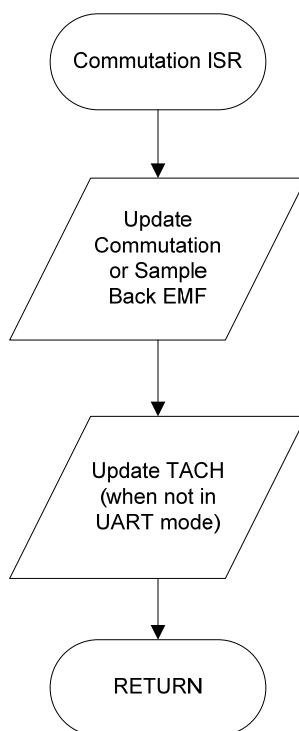 Commutation ISR
Update
Commutation
or Sample
Back EMF
Update TACH
(when not in
UART mode)
RETURN